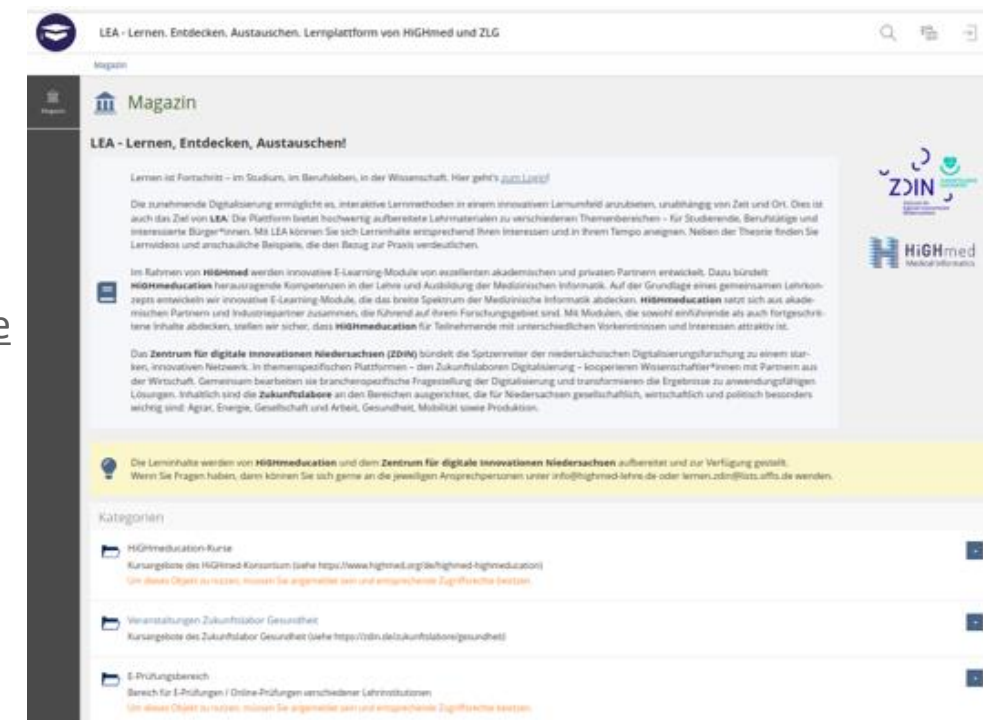 LEA - Lernen. Entdecken. Austauschen. Lernplattform von HiGHmed und ZLG
Magazin
Magazin
Magazin
LEA - Lernen, Entdecken, Austauschen!
Lernen ist Fortschritt – im Studium, im Berufsleben, in der Wissenschaft. Hier geht's zum Login!
Die zunehmende Digitalisierung ermöglicht es, interaktive Lernmethoden in einem innovativen Lernumfeld anzubieten, unabhängig von Zeit und Ort. Dies ist
auch das Ziel von LEA: Die Plattform bietet hochwertig aufbereitete Lehrmaterialen zu verschiedenen Themenbereichen – für Studierende, Berufstätige und
interessierte Bürger*innen. Mit LEA können Sie sich Lerninhalte entsprechend Ihren Interessen und in Ihrem Tempo aneignen. Neben der Theorie finden Sie
Lernvideos und anschauliche Beispiele, die den Bezug zur Praxis verdeutlichen.
Im Rahmen von HiGHmed werden innovative E-Learning-Module von exzellenten akademischen und privaten Partnern entwickelt. Dazu bündelt
HiGHmeducation herausragende Kompetenzen in der Lehre und Ausbildung der Medizinischen Informatik. Auf der Grundlage eines gemeinsamen Lehrkon-
zepts entwickeln wir innovative E-Learning-Module, die das breite Spektrum der Medizinische Informatik abdecken. HiGHmeducation setzt sich aus akade-
mischen Partnern und Industriepartner zusammen, die führend auf ihrem Forschungsgebiet sind. Mit Modulen, die sowohl einführende als auch fortgeschrit-
tene Inhalte abdecken, stellen wir sicher, dass HiGHmeducation für Teilnehmende mit unterschiedlichen Vorkenntnissen und Interessen attraktiv ist.
e
Das Zentrum für digitale Innovationen Niedersachsen (ZDIN) bündelt die Spitzenreiter der niedersächsischen Digitalisierungsforschung zu einem star-
ken, innovativen Netzwerk. In themenspezifischen Plattformen – den Zukunftslaboren Digitalisierung – kooperieren Wissenschaftler*innen mit Partnern aus
der Wirtschaft. Gemeinsam bearbeiten sie branchenspezifische Fragestellung der Digitalisierung und transformieren die Ergebnisse zu anwendungsfähigen
Lösungen. Inhaltlich sind die Zukunftslabore an den Bereichen ausgerichtet, die für Niedersachsen gesellschaftlich, wirtschaftlich und politisch besonders
wichtig sind: Agrar, Energie, Gesellschaft und Arbeit, Gesundheit, Mobilität sowie Produktion.
ZDIN
HiGHmed
Medical Informatics
Die Lerninhalte werden von HiGHmeducation und dem Zentrum für digitale Innovationen Niedersachsen aufbereitet und zur Verfügung gestellt.
Wenn Sie Fragen haben, dann können Sie sich gerne an die jeweiligen Ansprechpersonen unter info@highmed-lehre.de oder lernen.zdin@lists.offis.de wenden.
Kategorien
HiGHmeducation-Kurse
Kursangebote des HiGHmed-Konsortium (siehe https://www.highmed.org/de/highmed-highmeducation)
Um dieses Objekt zu nutzen, müssen Sie angemeldet sein und entsprechende Zugriffsrechte besitzen.
Veranstaltungen Zukunftslabor Gesundheit
Kursangebote des Zukunftslabor Gesundheit (siehe https://zdin.de/zukunftslabore/gesundheit)
E-Prüfungsbereich
Bereich für E-Prüfungen / Online-Prüfungen verschiedener Lehrinstitutionen
Um dieses Objekt zu nutzen, müssen Sie angemeldet sein und entsprechende Zugriffsrechte besitzen.